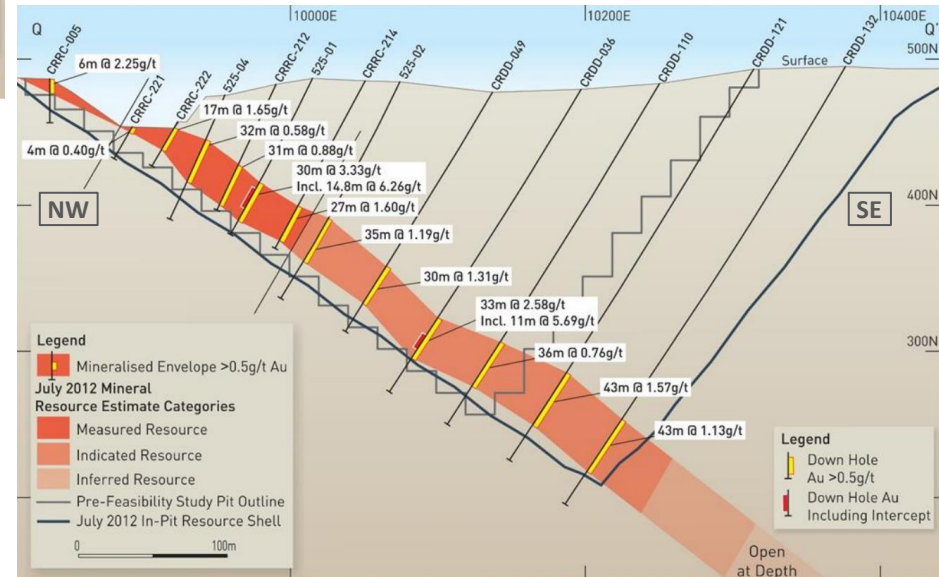 10000E
10200E
10400E
Q
Q'
CRRC-005
CRRC-221
CRRC-222
525-04
CRRC-212
525-01
CRRC-214
525-02
CRDD-049
CRDD-036
CRDD-110
CRDD-121
CRDD-132
Surface
500N
400N
300N
6m @ 2.25g/t
4m @ 0.40g/t
17m @ 1.65g/t
32m @ 0.58g/t
31m @ 0.88g/t
30m @ 3.33g/t
Incl. 14.8m @ 6.26g/t
27m @ 1.60g/t
35m @ 1.19g/t
30m @ 1.31g/t
33m @ 2.58g/t
Incl. 11m @ 5.69g/t
36m @ 0.76g/t
43m @ 1.57g/t
43m @ 1.13g/t
NW
SE
Legend
Mineralised Envelope >0.5g/t Au
July 2012 Mineral
Resource Estimate Categories
Measured Resource
Indicated Resource
Inferred Resource
Pre-Feasibility Study Pit Outline
July 2012 In-Pit Resource Shell
0
100m
Legend
Down Hole
Au >0.5g/t
Down Hole Au
Including Intercept
Open
at Depth